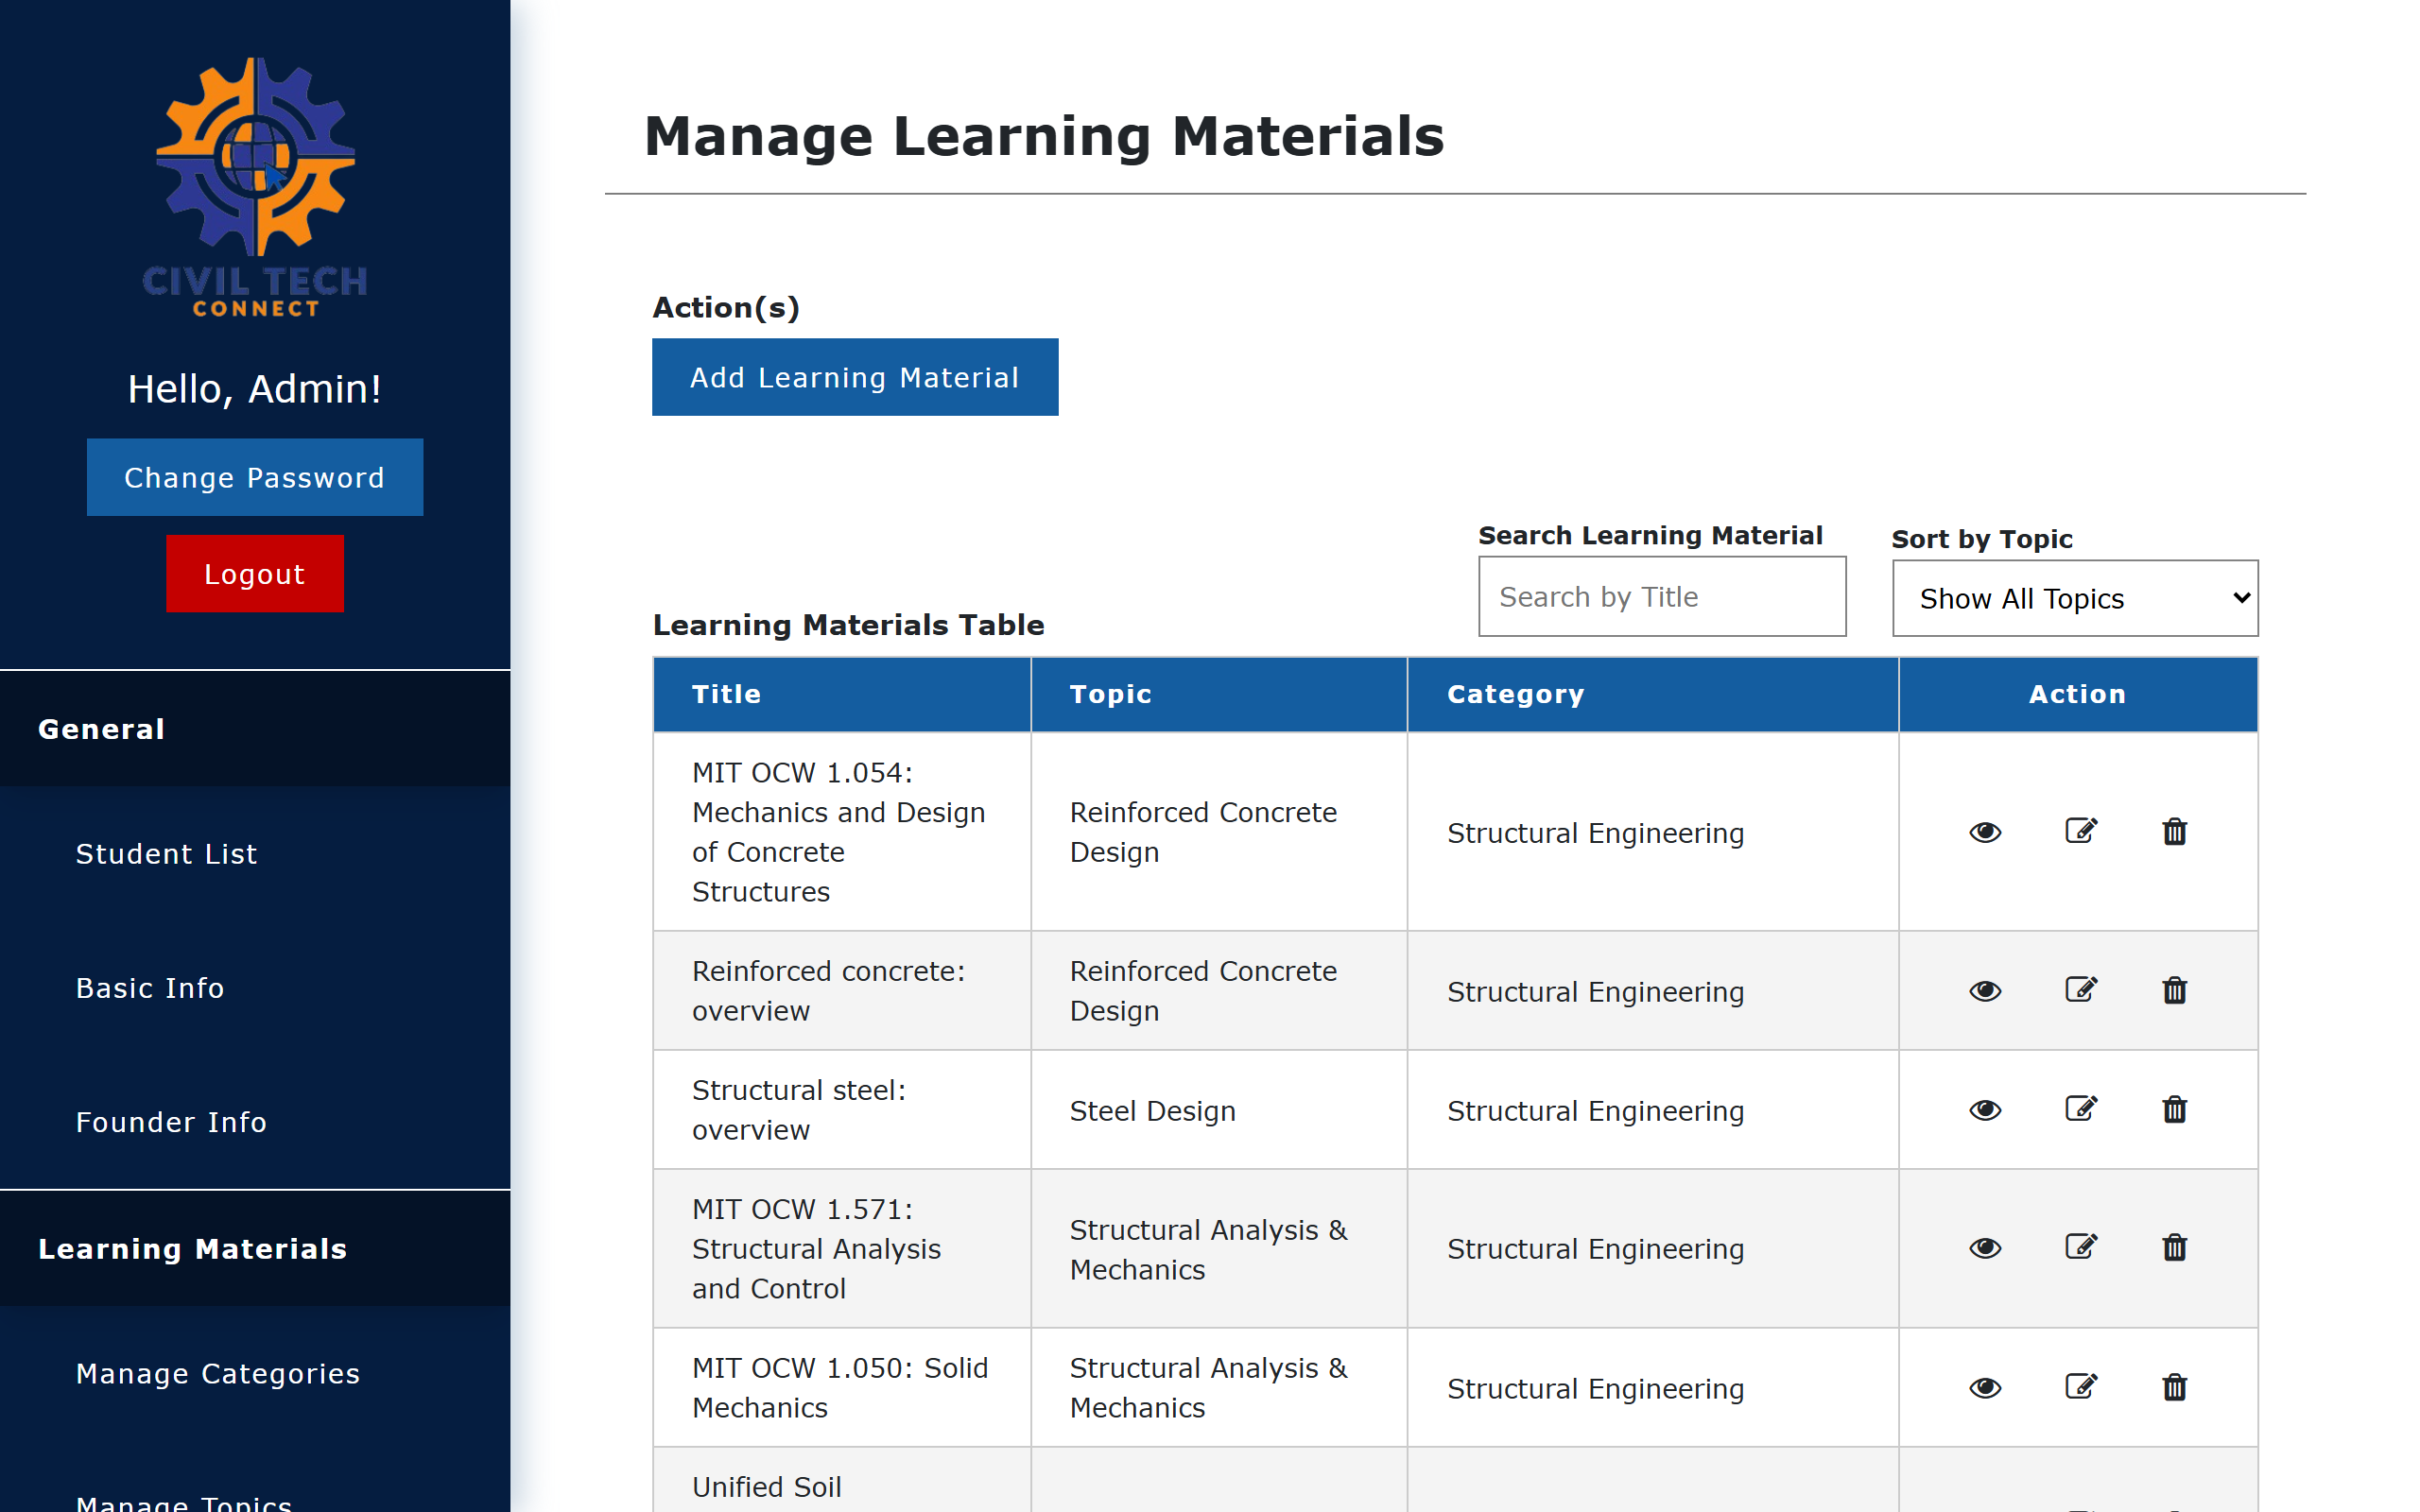 CIVIL TECH
CONNECT
Hello, Admin!
Change Password
Logout
General
Student List
Basic Info
Founder Info
Learning Materials
Manage Categories
Manage Topics
Manage Learning Materials
Action(s)
Add Learning Material
Search Learning Material
Search by Title
Sort by Topic
Show All Topics
Learning Materials Table
Title
Topic
Category
Action
MIT OCW 1.054:
Mechanics and Design
of Concrete
Structures
Reinforced Concrete
Design
Structural Engineering
Reinforced concrete:
overview
Reinforced Concrete
Design
Structural Engineering
Structural steel:
overview
Steel Design
Structural Engineering
MIT OCW 1.571:
Structural Analysis
and Control
Structural Analysis &
Mechanics
Structural Engineering
MIT OCW 1.050: Solid
Mechanics
Structural Analysis &
Mechanics
Structural Engineering
Unified Soil